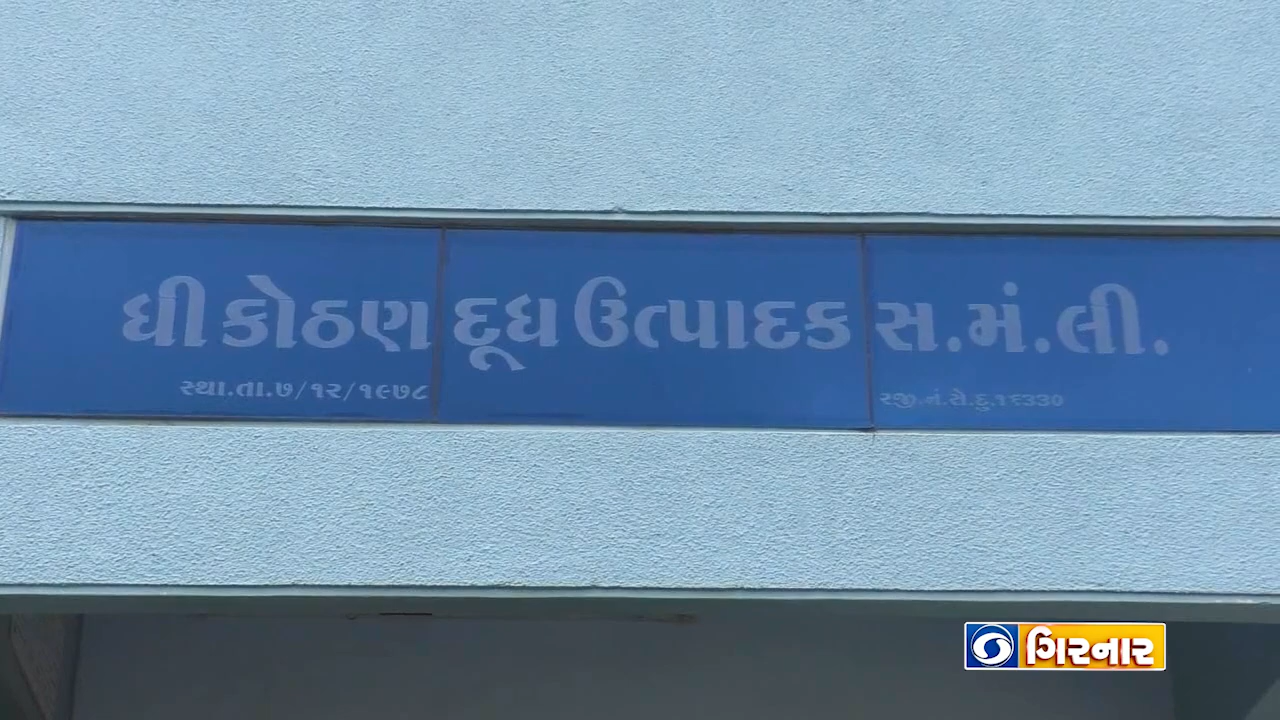 ધી કોઠણ દૂધ ઉત્પાદક સ.મં.લી.
સ્થા.તા.૭/૧૨/૧૯૭૮
રજી.નં.સે.દુ.૧૬૩૩૦
ગિરનાર